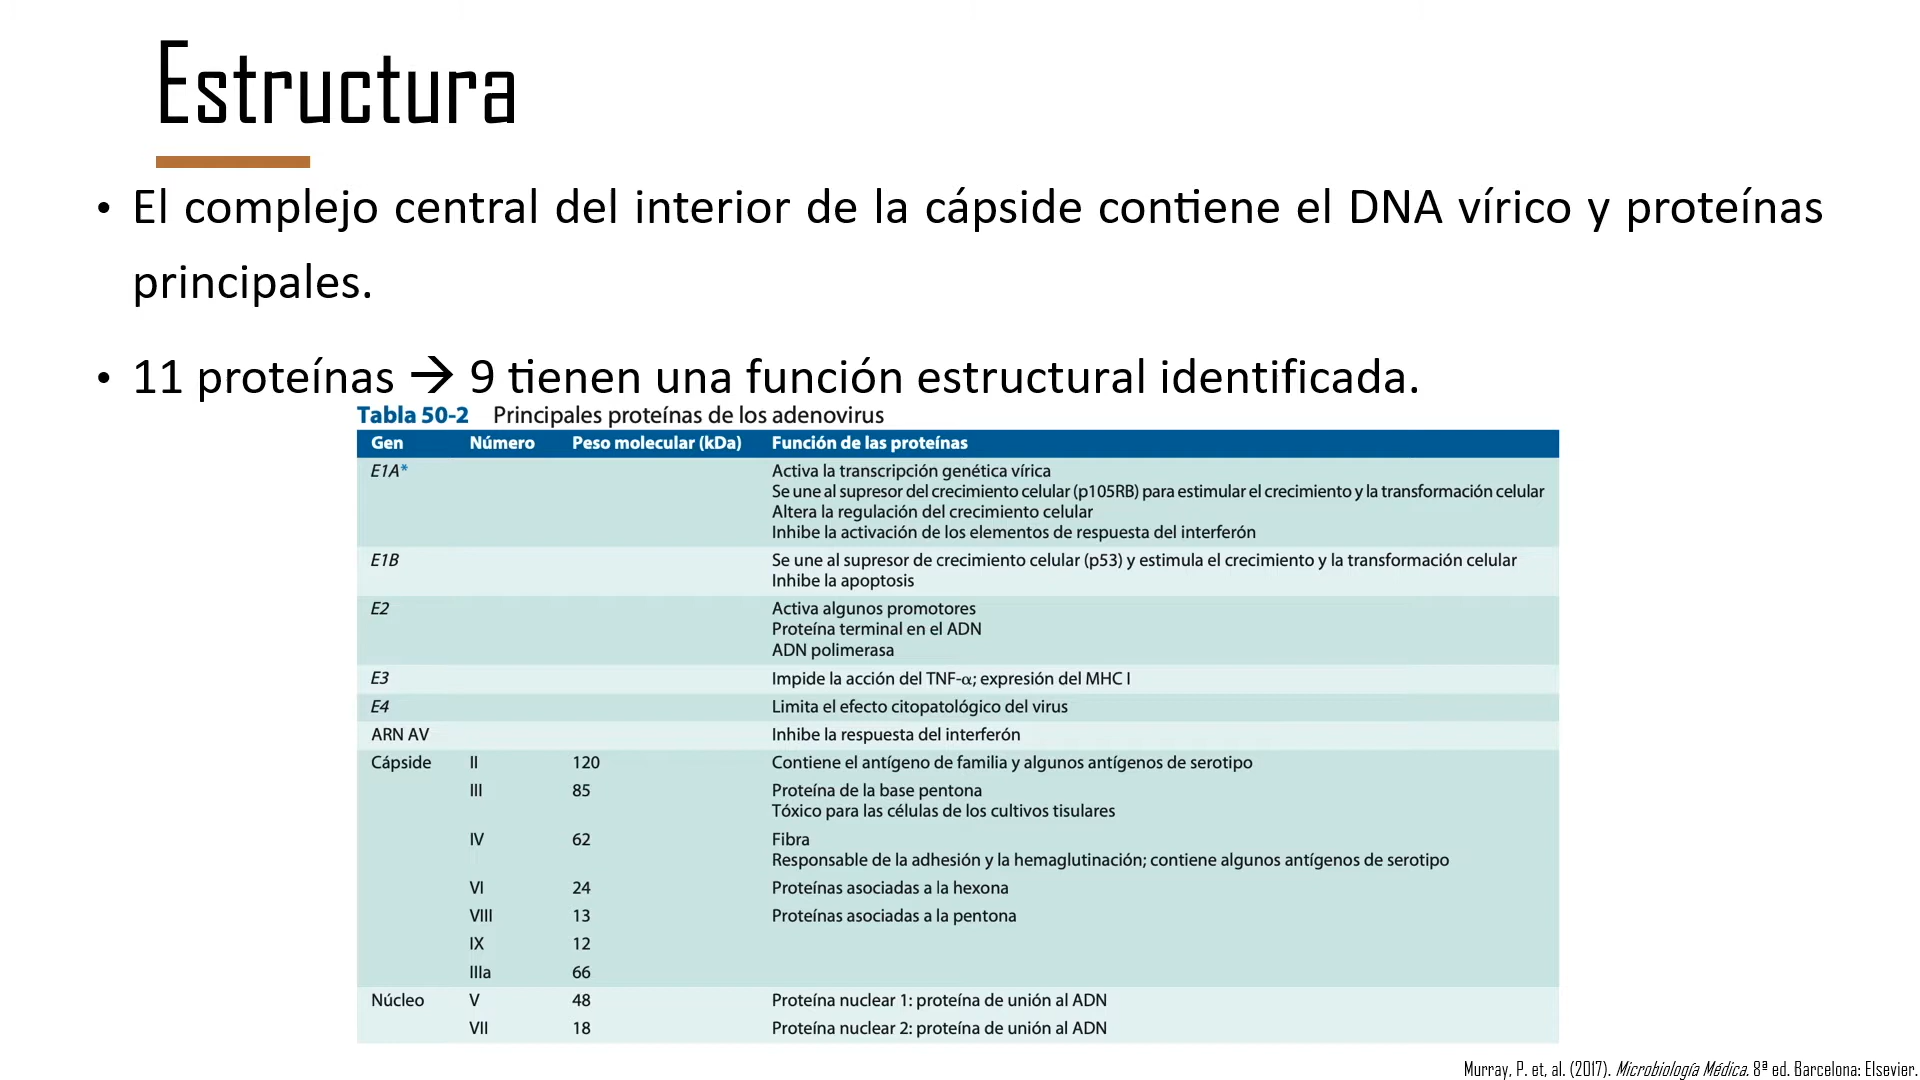 Estructura
• El complejo central del interior de la cápside contiene el DNA vírico y proteínas
principales.
• 11 proteínas → 9 tienen una función estructural identificada.
Tabla 50-2 Principales proteínas de los adenovirus
Gen Número Peso molecular (kDa) Función de las proteínas
E1A* Activa la transcripción genética vírica
Se une al supresor del crecimiento celular (p105RB) para estimular el crecimiento y la transformación celular
Altera la regulación del crecimiento celular
Inhibe la activación de los elementos de respuesta del interferón
E1B Se une al supresor de crecimiento celular (p53) y estimula el crecimiento y la transformación celular
Inhibe la apoptosis
E2 Activa algunos promotores
Proteína terminal en el ADN
ADN polimerasa
E3 Impide la acción del TNF-α; expresión del MHC I
E4 Limita el efecto citopatológico del virus
ARN AV Inhibe la respuesta del interferón
Cápside II 120 Contiene el antígeno de familia y algunos antígenos de serotipo
III 85 Proteína de la base pentona
Tóxico para las células de los cultivos tisulares
IV 62 Fibra
Responsable de la adhesión y la hemaglutinación; contiene algunos antígenos de serotipo
VI 24 Proteínas asociadas a la hexona
VIII 13 Proteínas asociadas a la pentona
IX 12
IIIa 66
Núcleo V 48 Proteína nuclear 1: proteína de unión al ADN
VII 18 Proteína nuclear 2: proteína de unión al ADN
Murray, P. et, al. (2017). Microbiología Médica. 8ª ed. Barcelona: Elsevier.